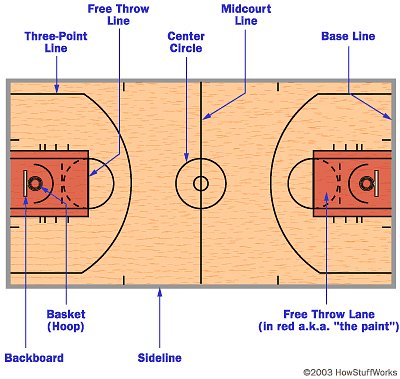 Free Throw
Line
Midcourt
Line
Three-Point
Line
Center
Circle
Base Line
Basket
(Hoop)
Free Throw Lane
(in red a.k.a. "the paint")
Backboard
Sideline
©2003 HowStuffWorks